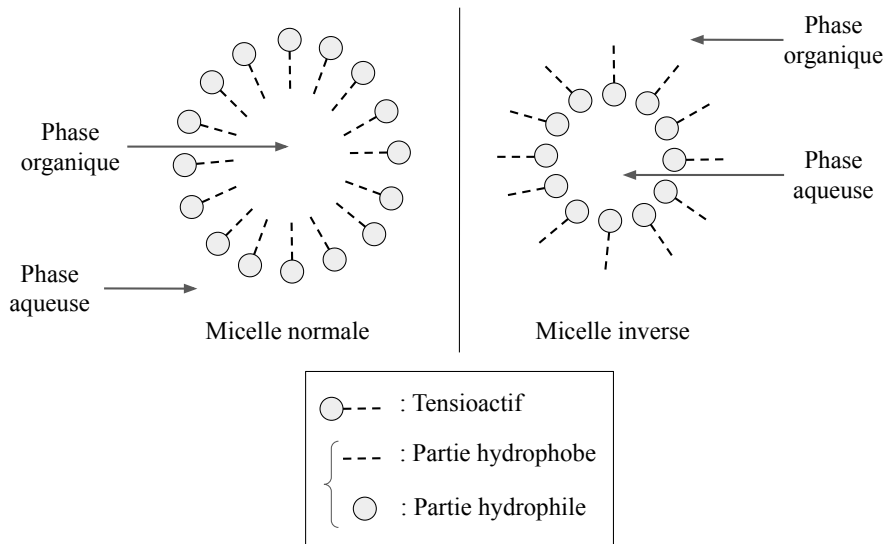 Phase
organique
Phase
aqueuse
Micelle normale
Phase
organique
Phase
aqueuse
Micelle inverse
: Tensioactif
: Partie hydrophobe
: Partie hydrophile